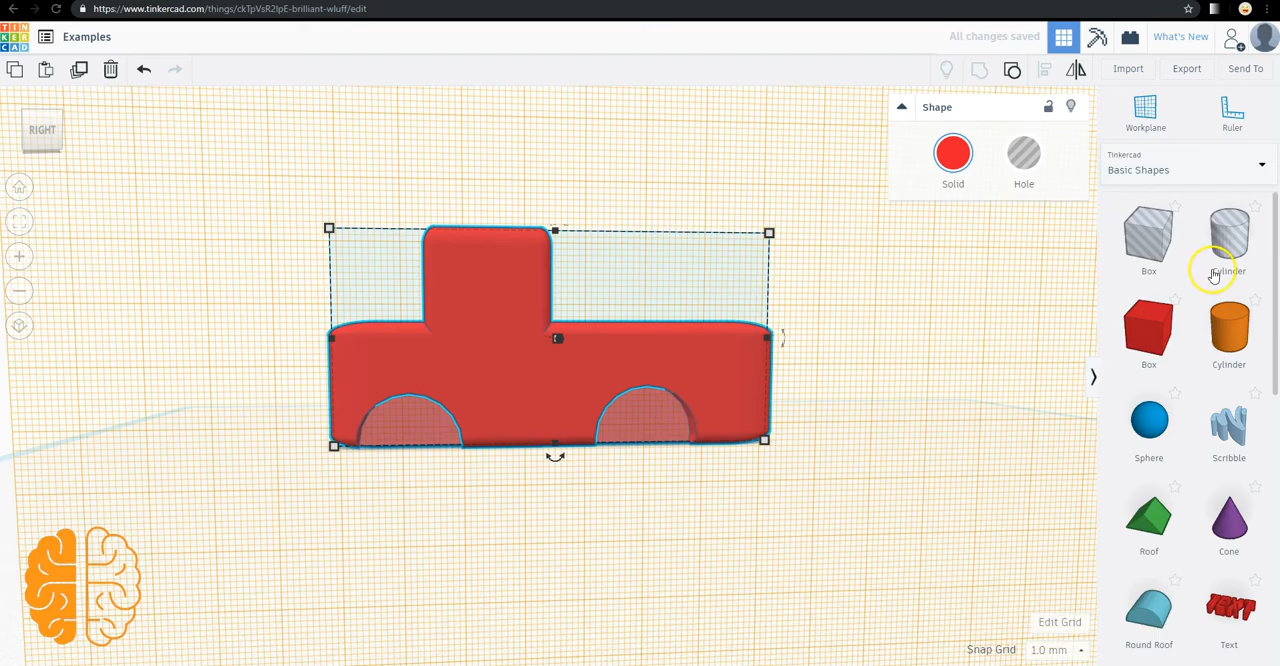 https://www.tinkercad.com/things/ckTpVsR2lpE-brilliant-wluff/edit
TIN
KER
CAD
Examples
All changes saved
What's New
Import
Export
Send To
RIGHT
Shape
Solid
Hole
Workplane
Ruler
Tinkercad
Basic Shapes
Box
Cylinder
Box
Cylinder
Sphere
Scribble
Roof
Cone
Round Roof
TEXT
Text
Edit Grid
Snap Grid 1.0 mm